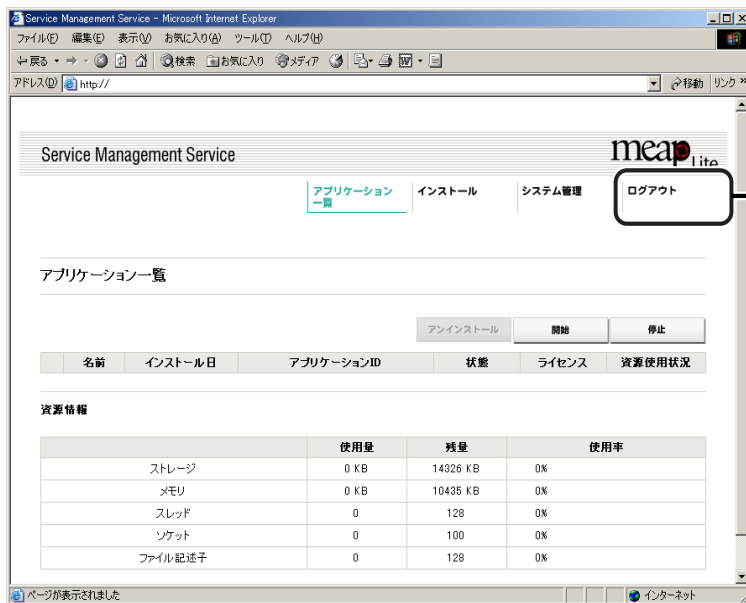 Service Management Service - Microsoft Internet Explorer
ファイル(F) 編集(E) 表示(V) お気に入り(A) ツール(T) ヘルプ(H)
戻る 検索 お気に入り メディア
アドレス(D) http:// 移動 リンク »
Service Management Service meap Lite
アプリケーション一覧 インストール システム管理 ログアウト
アプリケーション一覧
アンインストール 開始 停止
名前 インストール日 アプリケーションID 状態 ライセンス 資源使用状況
資源情報
使用量 残量 使用率
ストレージ 0 KB 14326 KB 0%
メモリ 0 KB 10435 KB 0%
スレッド 0 128 0%
ソケット 0 100 0%
ファイル記述子 0 128 0%
ページが表示されました インターネット